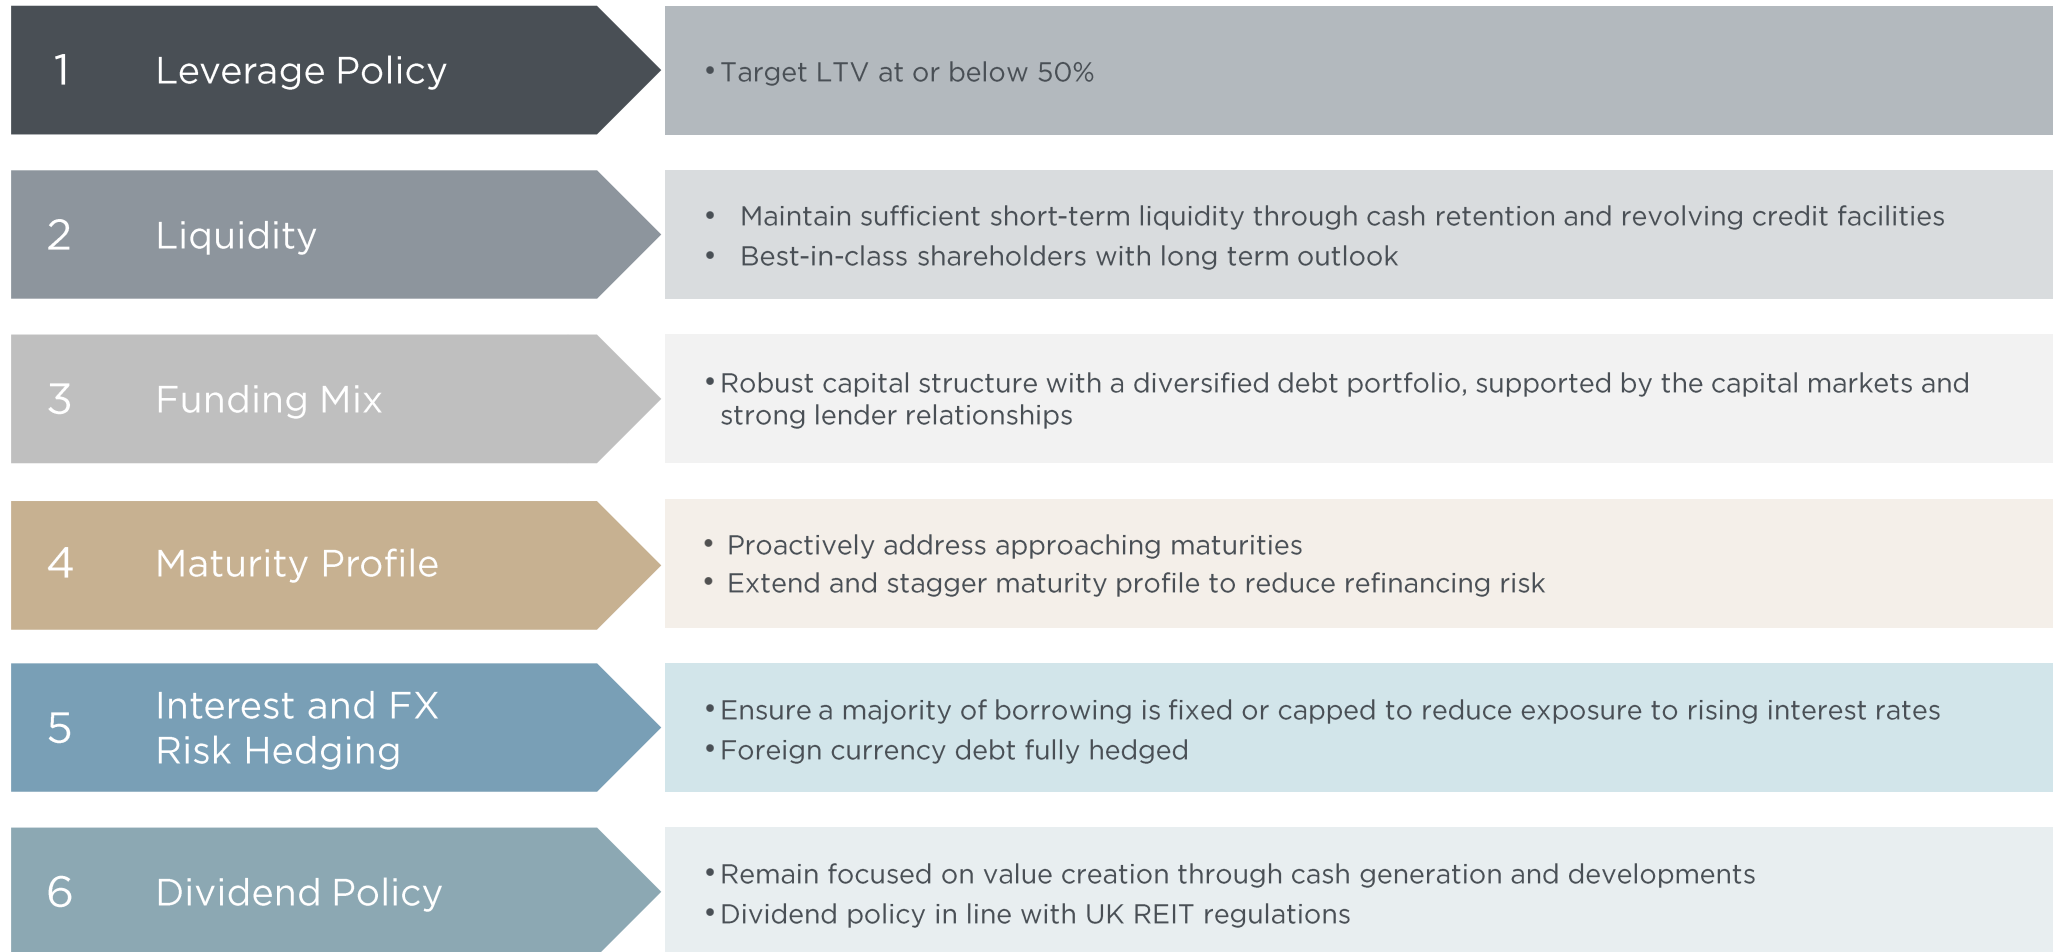 1 Leverage Policy
• Target LTV at or below 50%
2 Liquidity
• Maintain sufficient short-term liquidity through cash retention and revolving credit facilities
• Best-in-class shareholders with long term outlook
3 Funding Mix
• Robust capital structure with a diversified debt portfolio, supported by the capital markets and
strong lender relationships
4 Maturity Profile
• Proactively address approaching maturities
• Extend and stagger maturity profile to reduce refinancing risk
5 Interest and FX
Risk Hedging
• Ensure a majority of borrowing is fixed or capped to reduce exposure to rising interest rates
• Foreign currency debt fully hedged
6 Dividend Policy
• Remain focused on value creation through cash generation and developments
• Dividend policy in line with UK REIT regulations